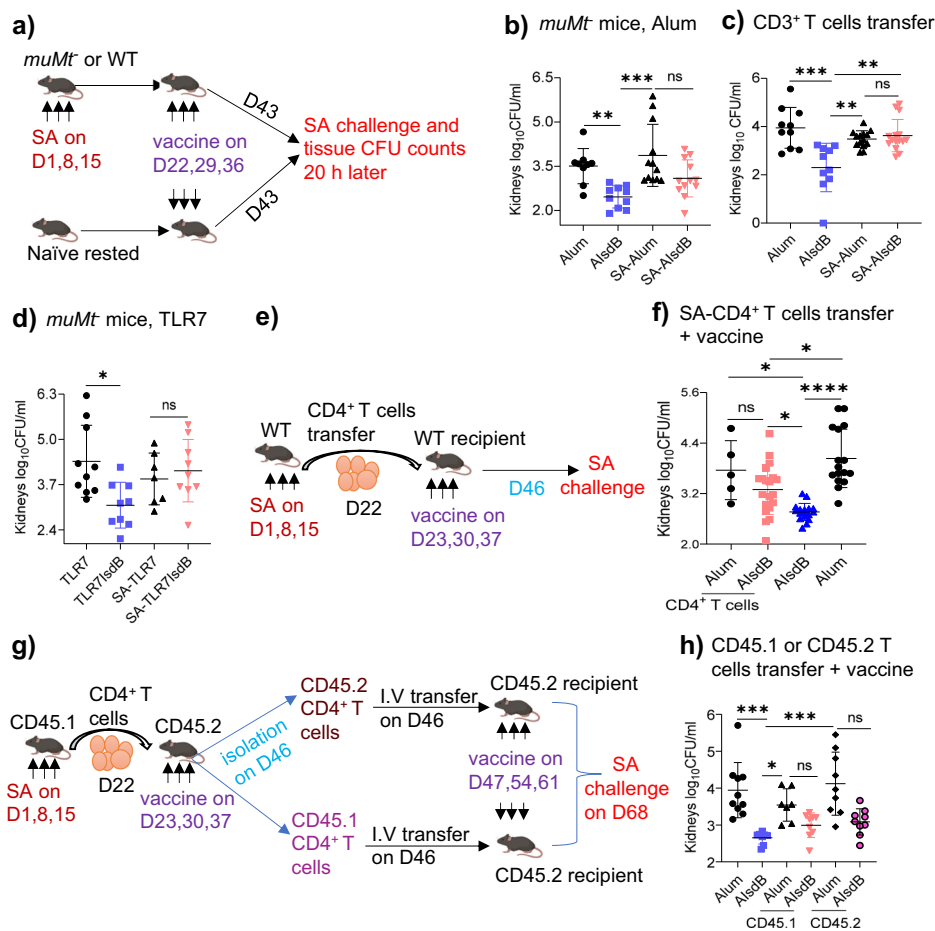 a)
muMt- or WT
SA on
D1,8,15
vaccine on
D22,29,36
D43
SA challenge and
tissue CFU counts
20 h later
D43
Naïve rested
b) muMt- mice, Alum
Kidneys log10CFU/ml
6.5
5.0
3.5
2.0
**
***
ns
Alum
AIsdB
SA-Alum
SA-AIsdB
c) CD3+ T cells transfer
Kidneys log10 CFU/ml
6
5
4
3
2
1
0
***
**
**
ns
Alum
AIsdB
SA-Alum
SA-AIsdB
d) muMt- mice, TLR7
Kidneys log10CFU/ml
6.3
5.0
3.7
2.4
*
ns
TLR7
TLR7IsdB
SA-TLR7
SA-TLR7IsdB
e)
CD4+ T cells
transfer
WT
SA on
D1,8,15
D22
WT recipient
vaccine on
D23,30,37
D46
SA
challenge
f) SA-CD4+ T cells transfer
+ vaccine
Kidneys log10CFU/ml
5.6
4.4
3.2
2.0
*
*
ns
*
****
Alum
AIsdB
AIsdB
Alum
CD4+ T cells
g)
CD45.1
SA on
D1,8,15
CD4+ T
cells
D22
CD45.2
vaccine on
D23,30,37
isolation
on D46
CD45.2
CD4+ T
cells
I.V transfer
on D46
CD45.2 recipient
vaccine on
D47,54,61
CD45.1
CD4+ T
cells
I.V transfer
on D46
CD45.2 recipient
SA
challenge
on D68
h) CD45.1 or CD45.2 T
cells transfer + vaccine
Kidneys log10CFU/ml
6
5
4
3
2
***
***
ns
*
ns
Alum
AIsdB
Alum
AIsdB
Alum
AIsdB
CD45.1
CD45.2